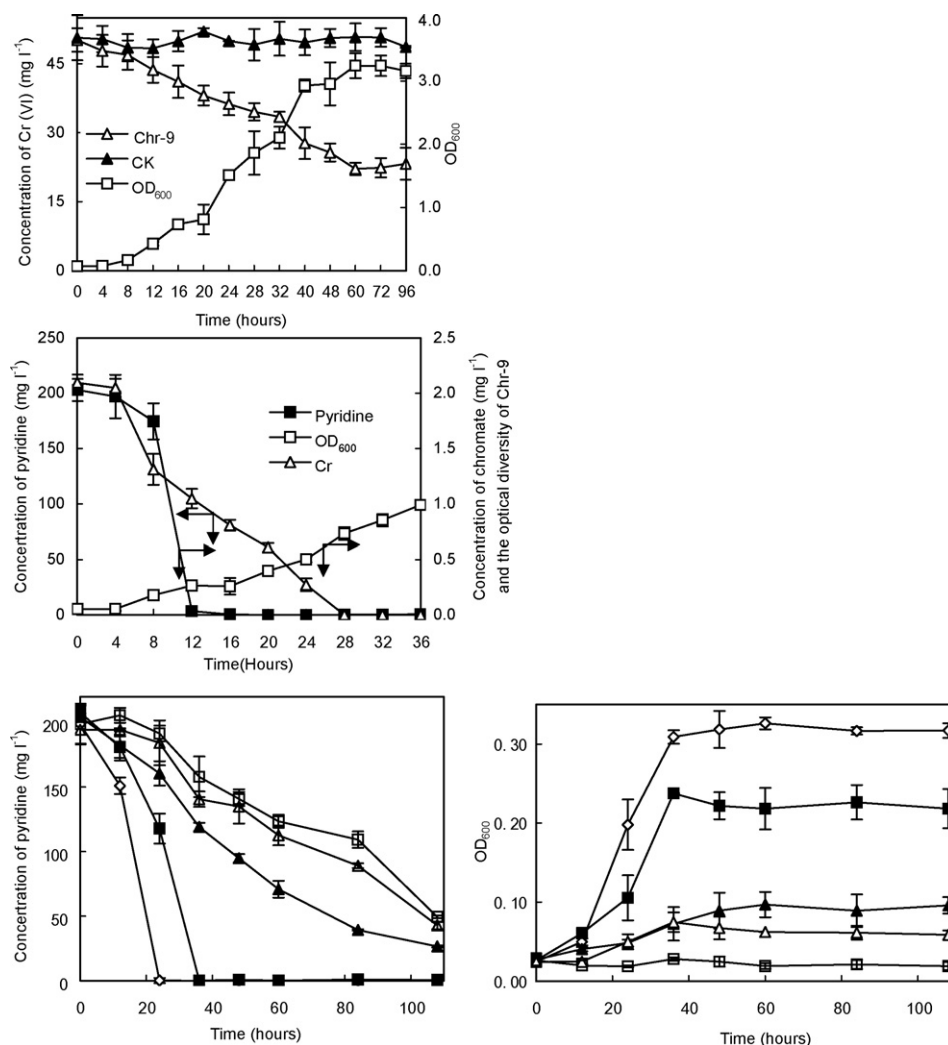 Concentration of Cr (VI) (mg l⁻¹)
45
30
15
0
Chr-9
CK
OD₆₀₀
4.0
3.0
2.0
1.0
0.0
OD₆₀₀
0 4 8 12 16 20 24 28 32 40 48 60 72 96
Time (hours)
Concentration of pyridine (mg l⁻¹)
250
200
150
100
50
0
Pyridine
OD₆₀₀
Cr
2.5
2.0
1.5
1.0
0.5
0.0
Concentration of chromate (mg l⁻¹)
and the optical diversity of Chr-9
0 4 8 12 16 20 24 28 32 36
Time(Hours)
Concentration of pyridine (mg l⁻¹)
200
150
100
50
0
0 20 40 60 80 100
Time (hours)
OD₆₀₀
0.30
0.20
0.10
0.00
0 20 40 60 80 100
Time (hours)